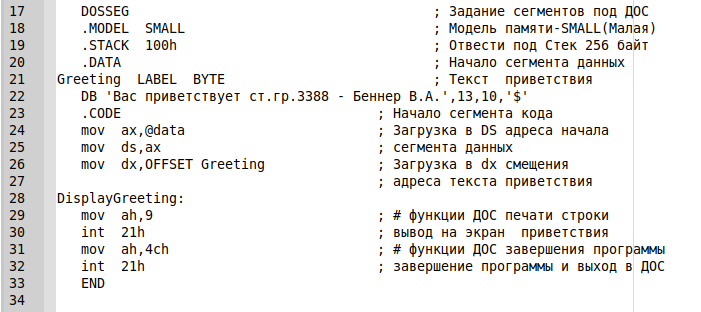 17 DOSSEG ; Задание сегментов под ДОС
18 .MODEL SMALL ; Модель памяти-SMALL(Малая)
19 .STACK 100h ; Отвести под Стек 256 байт
20 .DATA ; Начало сегмента данных
21 Greeting LABEL BYTE ; Текст приветствия
22 DB 'Вас приветствует ст.гр.3388 - Беннер В.А.',13,10,'$'
23 .CODE ; Начало сегмента кода
24 mov ax,@data ; Загрузка в DS адреса начала
25 mov ds,ax ; сегмента данных
26 mov dx,OFFSET Greeting ; Загрузка в dx смещения
27 ; адреса текста приветствия
28 DisplayGreeting:
29 mov ah,9 ; # функции ДОС печати строки
30 int 21h ; вывод на экран приветствия
31 mov ah,4ch ; # функции ДОС завершения программы
32 int 21h ; завершение программы и выход в ДОС
33 END
34